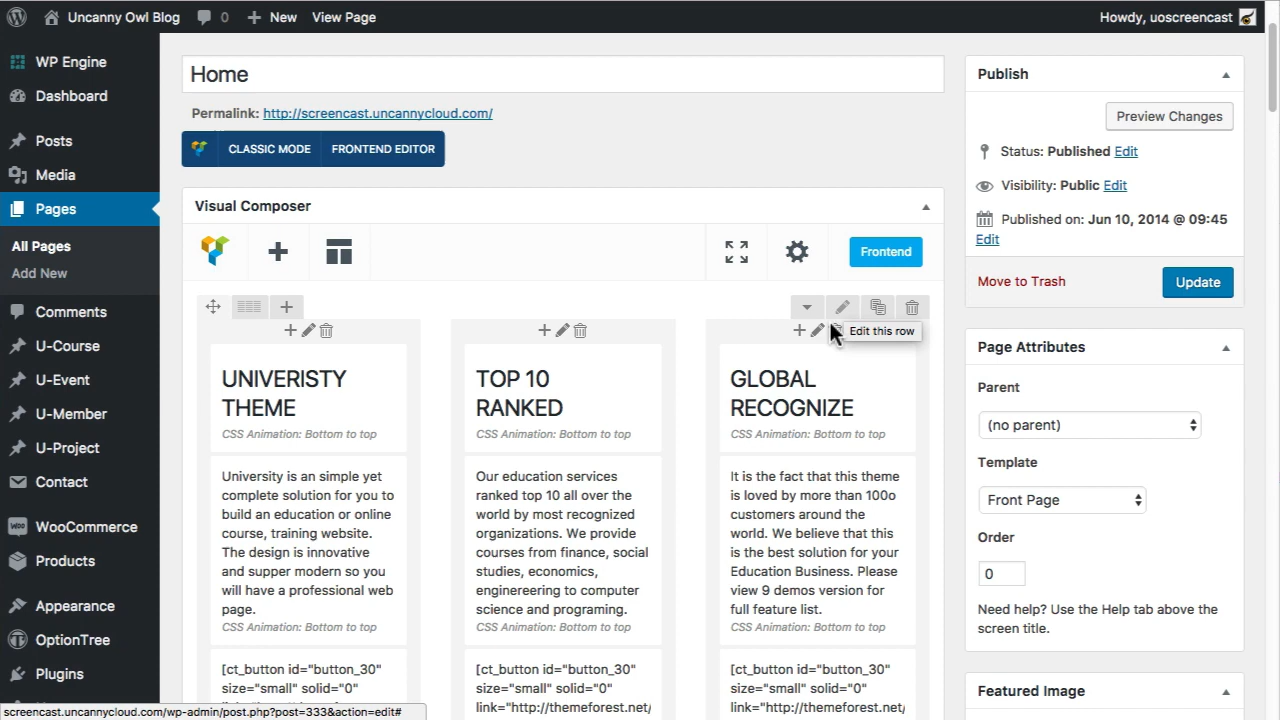 Uncanny Owl Blog 0 New View Page Howdy, uoscreencast
WP Engine
Dashboard
Posts
Media
Pages
All Pages
Add New
Comments
U-Course
U-Event
U-Member
U-Project
Contact
WooCommerce
Products
Appearance
OptionTree
Plugins
Home
Permalink: http://screencast.uncannycloud.com/
CLASSIC MODE FRONTEND EDITOR
Visual Composer
Frontend
Edit this row
UNIVERISTY
THEME
CSS Animation: Bottom to top
University is an simple yet
complete solution for you to
build an education or online
course, training website.
The design is innovative
and supper modern so you
will have a professional web
page.
CSS Animation: Bottom to top
[ct_button id="button_30"
size="small" solid="0"
TOP 10
RANKED
CSS Animation: Bottom to top
Our education services
ranked top 10 all over the
world by most recognized
organizations. We provide
courses from finance, social
studies, economics,
enginereering to computer
science and programing.
CSS Animation: Bottom to top
[ct_button id="button_30"
size="small" solid="0"
link="http://themeforest.net/
GLOBAL
RECOGNIZE
CSS Animation: Bottom to top
It is the fact that this theme
is loved by more than 100o
customers around the
world. We believe that this
is the best solution for your
Education Business. Please
view 9 demos version for
full feature list.
CSS Animation: Bottom to top
[ct_button id="button_30"
size="small" solid="0"
link="http://themeforest.net/
Publish
Preview Changes
Status: Published Edit
Visibility: Public Edit
Published on: Jun 10, 2014 @ 09:45
Edit
Move to Trash Update
Page Attributes
Parent
(no parent)
Template
Front Page
Order
0
Need help? Use the Help tab above the
screen title.
Featured Image
screencast.uncannycloud.com/wp-admin/post.php?post=333&action=edit#